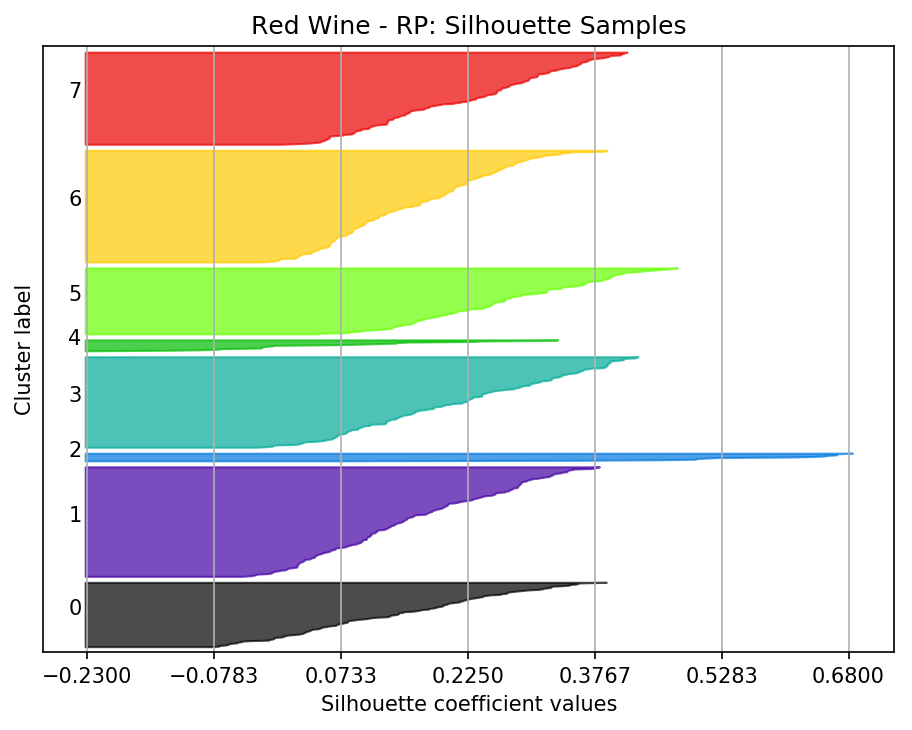 Red Wine - RP: Silhouette Samples
Cluster label
7
6
5
4
3
2
1
0
−0.2300 −0.0783 0.0733 0.2250 0.3767 0.5283 0.6800
Silhouette coefficient values